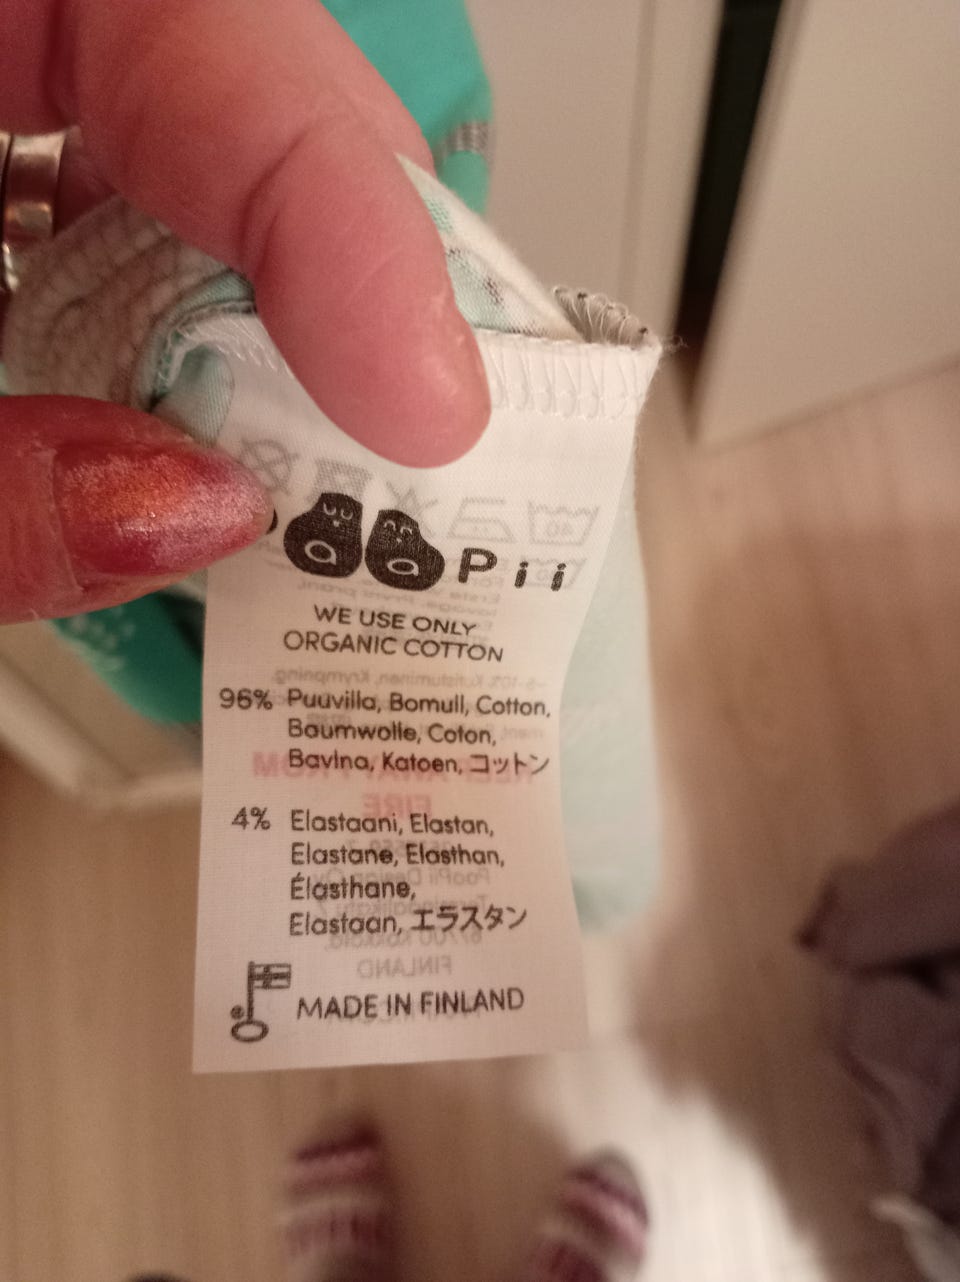 aaPii
WE USE ONLY
ORGANIC COTTON
96% Puuvilla, Bomull, Cotton,
Baumwolle, Coton,
Bavlna, Katoen, コットン
4% Elastaani, Elastan,
Elastane, Elasthan,
Élasthane,
Elastaan, エラスタン
MADE IN FINLAND